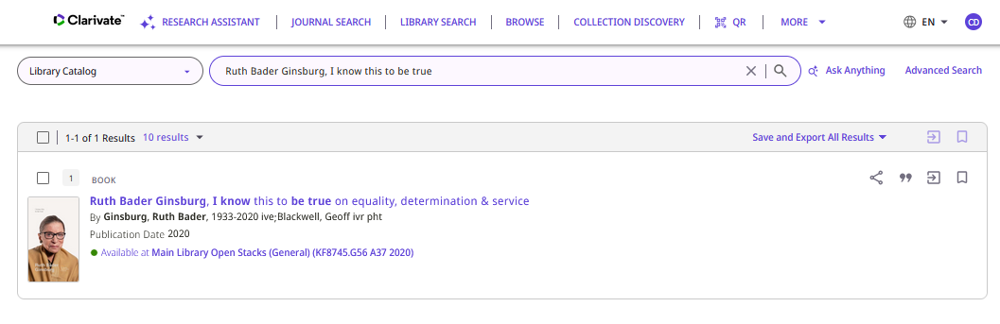 Clarivate™ RESEARCH ASSISTANT JOURNAL SEARCH LIBRARY SEARCH BROWSE COLLECTION DISCOVERY QR MORE EN CD
Library Catalog Ruth Bader Ginsburg, I know this to be true Ask Anything Advanced Search
1-1 of 1 Results 10 results Save and Export All Results
1 BOOK
Ruth Bader Ginsburg, I know this to be true on equality, determination & service
By Ginsburg, Ruth Bader, 1933-2020 ive;Blackwell, Geoff ivr pht
Publication Date 2020
Available at Main Library Open Stacks (General) (KF8745.G56 A37 2020)